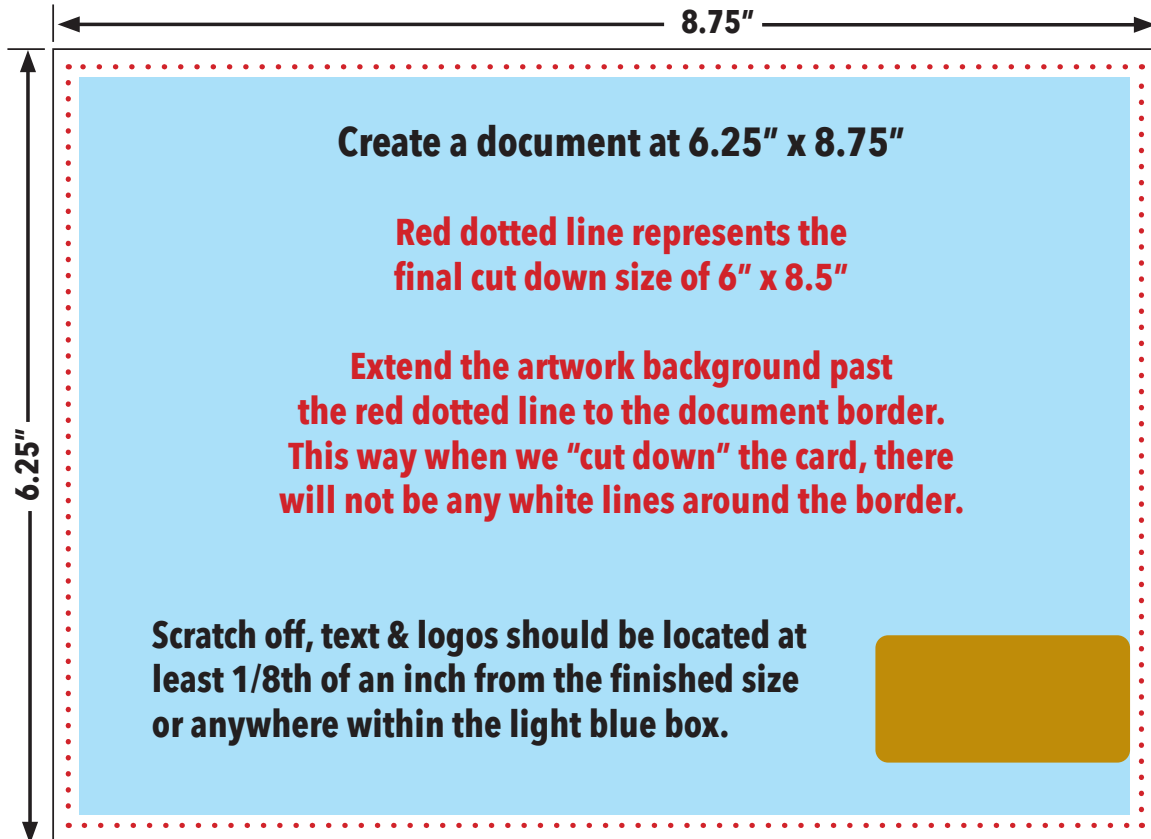 8.75”
Create a document at 6.25” x 8.75”
Red dotted line represents the
final cut down size of 6” x 8.5”
Extend the artwork background past
the red dotted line to the document border.
This way when we “cut down” the card, there
will not be any white lines around the border.
6.25”
Scratch off, text & logos should be located at
least 1/8th of an inch from the finished size
or anywhere within the light blue box.